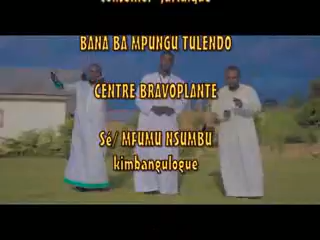 BANA BA MPUNGU TULENDO
CENTRE BRAVOPLANTE
Sé/ MFUMU NSUMBU
kimbangulogue